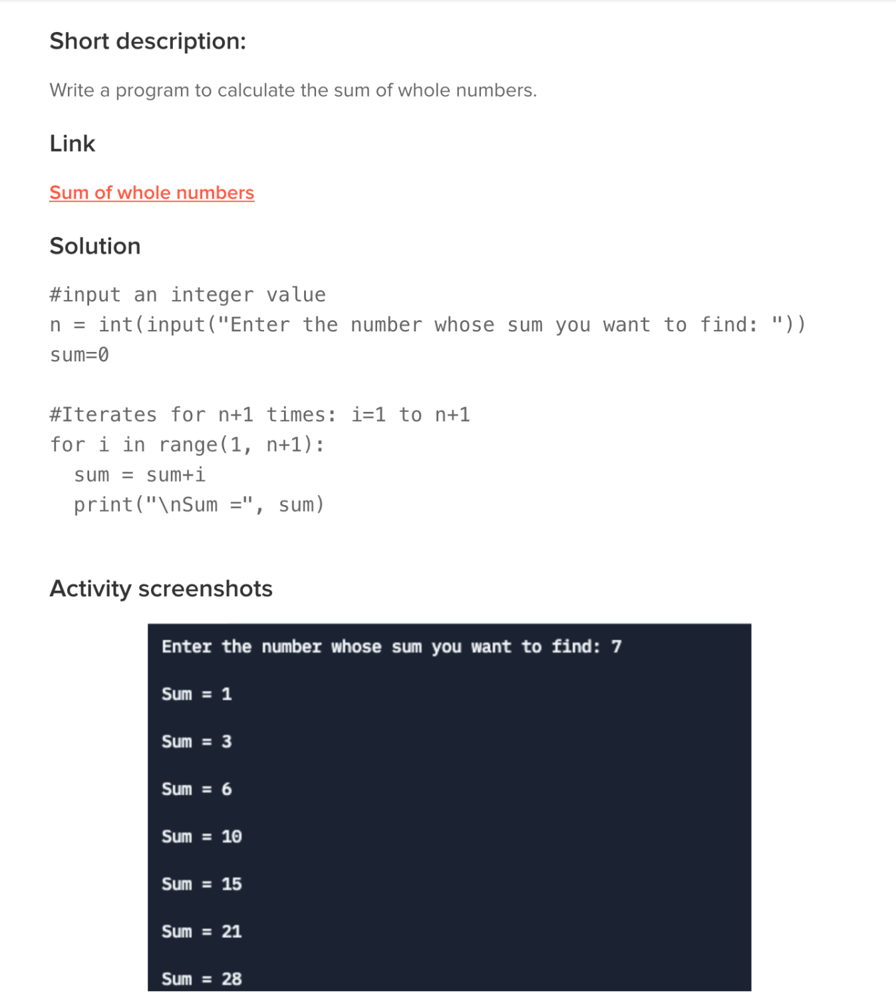 Short description:
Write a program to calculate the sum of whole numbers.
Link
Sum of whole numbers
Solution
#input an integer value
n = int(input("Enter the number whose sum you want to find: "))
sum=0
#Iterates for n+1 times: i=1 to n+1
for i in range(1, n+1):
  sum = sum+i
  print("\nSum =", sum)
Activity screenshots
Enter the number whose sum you want to find: 7
Sum = 1
Sum = 3
Sum = 6
Sum = 10
Sum = 15
Sum = 21
Sum = 28